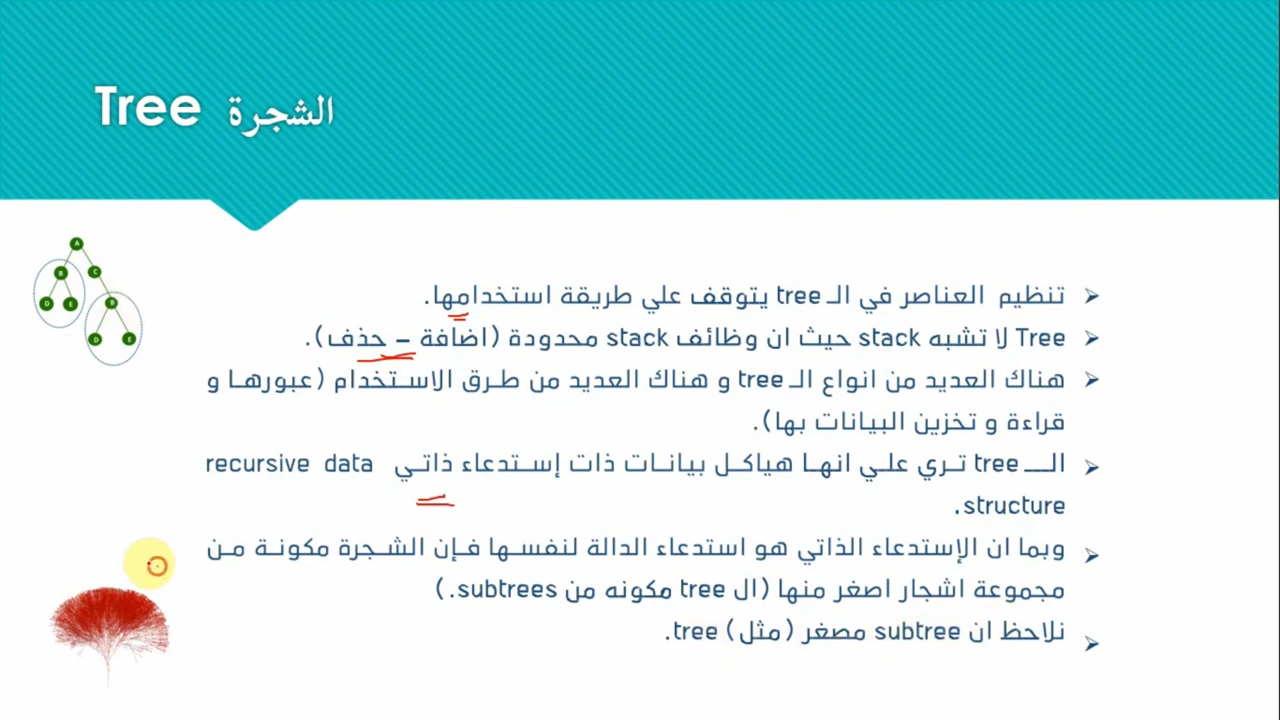 الشجرة Tree
A
B C
D E B
D E
تنظيم العناصر في الـ tree يتوقف علي طريقة استخدامها.
Tree لا تشبه stack حيث ان وظائف stack محدودة (اضافة – حذف).
هناك العديد من انواع الـ tree و هناك العديد من طرق الاستخدام (عبورها و
قراءة و تخزين البيانات بها).
الـ tree تري علي انها هياكل بيانات ذات إستدعاء ذاتي recursive data
structure.
وبما ان الإستدعاء الذاتي هو استدعاء الدالة لنفسها فإن الشجرة مكونة من
مجموعة اشجار اصغر منها (ال tree مكونه من subtrees.)
نلاحظ ان subtree مصغر (مثل) tree.